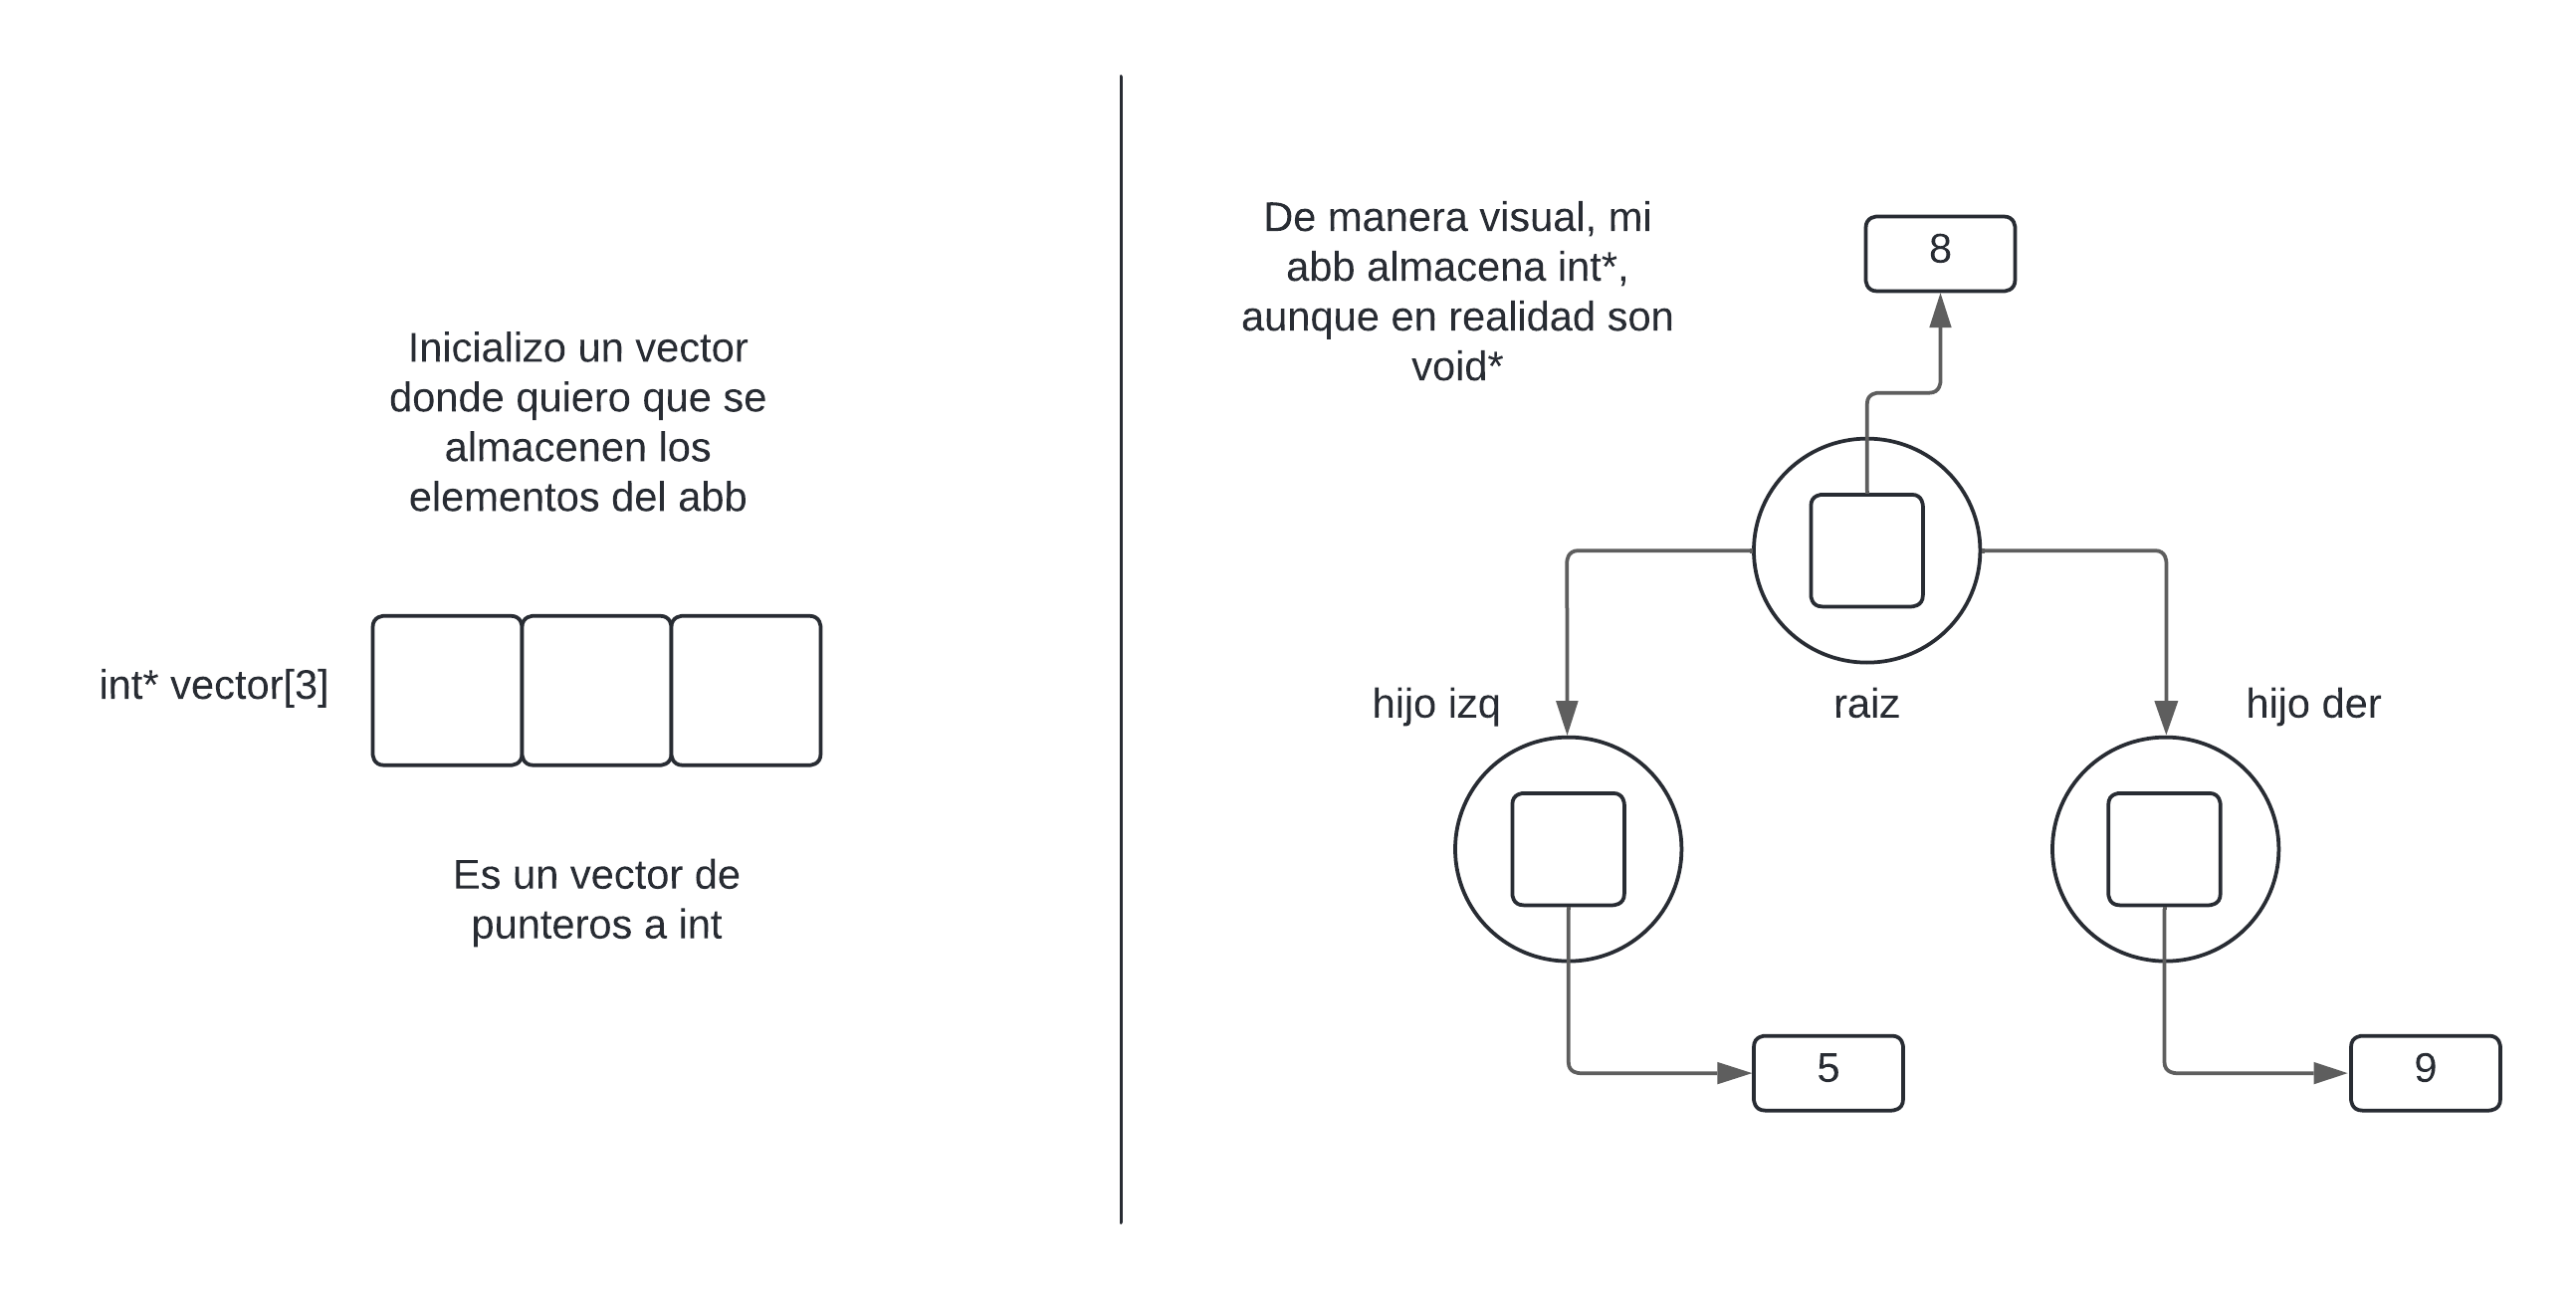 Inicializo un vector
donde quiero que se
almacenen los
elementos del abb
int* vector[3]
Es un vector de
punteros a int
De manera visual, mi
abb almacena int*,
aunque en realidad son
void*
8
hijo izq
raiz
hijo der
5
9